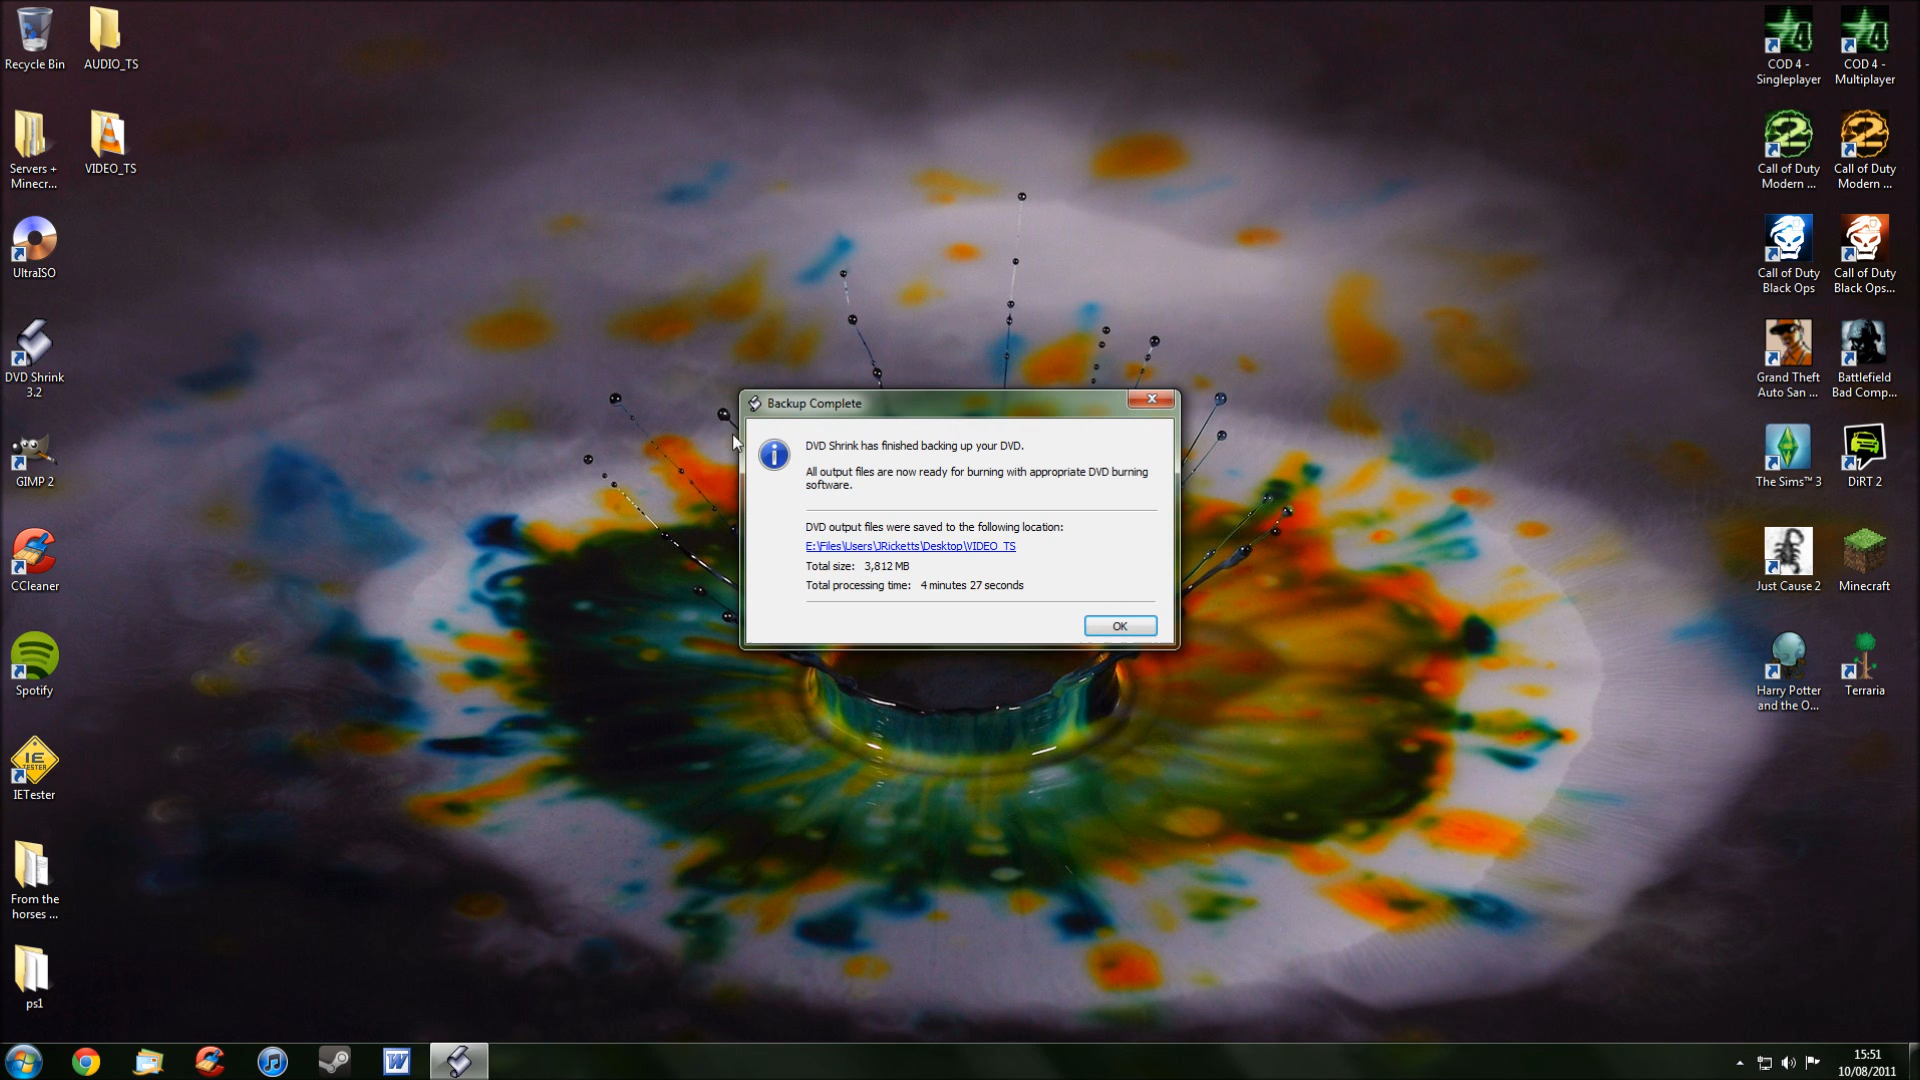 Recycle Bin
AUDIO_TS
Servers +
Minecr...
VIDEO_TS
UltraISO
DVD Shrink
3.2
GIMP 2
CCleaner
Spotify
IE
TESTER
IETester
From the
horses ...
ps1
Backup Complete
DVD Shrink has finished backing up your DVD.
All output files are now ready for burning with appropriate DVD burning
software.
DVD output files were saved to the following location:
E:\Files\Users\JRicketts\Desktop\VIDEO_TS
Total size: 3,812 MB
Total processing time: 4 minutes 27 seconds
OK
4
4
COD 4 -
Singleplayer
COD 4 -
Multiplayer
2
2
Call of Duty
Modern ...
Call of Duty
Modern ...
Call of Duty
Black Ops
Call of Duty
Black Ops...
Grand Theft
Auto San ...
Battlefield
Bad Comp...
The Sims™ 3
DiRT 2
Just Cause 2
Minecraft
Harry Potter
and the O...
Terraria
W
15:51
10/08/2011